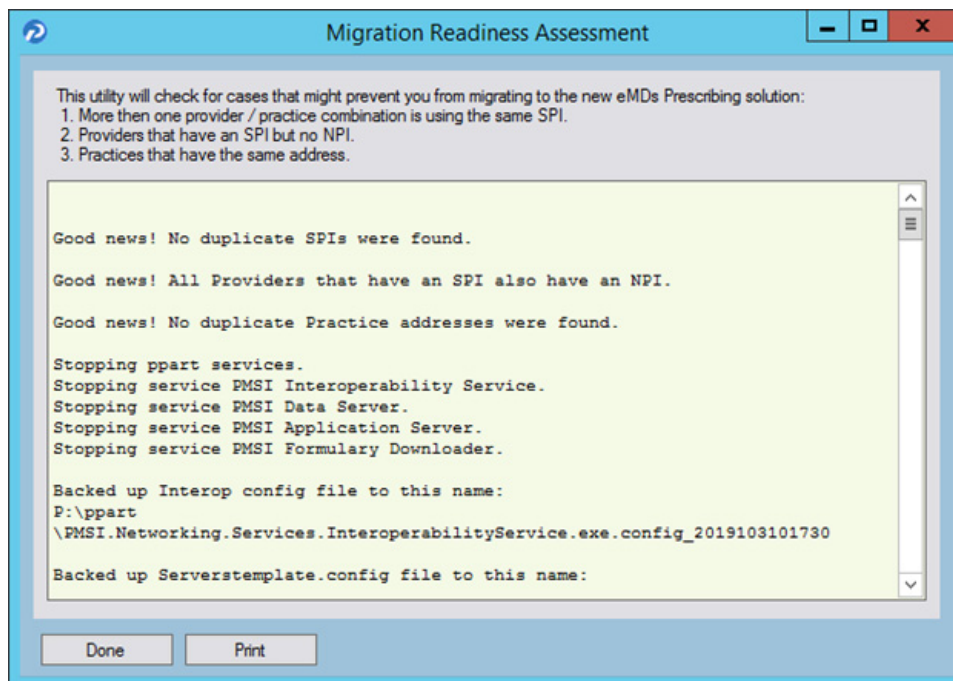 Migration Readiness Assessment
This utility will check for cases that might prevent you from migrating to the new eMDs Prescribing solution:
1. More then one provider / practice combination is using the same SPI.
2. Providers that have an SPI but no NPI.
3. Practices that have the same address.
Good news! No duplicate SPIs were found.
Good news! All Providers that have an SPI also have an NPI.
Good news! No duplicate Practice addresses were found.
Stopping ppart services.
Stopping service PMSI Interoperability Service.
Stopping service PMSI Data Server.
Stopping service PMSI Application Server.
Stopping service PMSI Formulary Downloader.
Backed up Interop config file to this name:
P:\ppart
\PMSI.Networking.Services.InteroperabilityService.exe.config_2019103101730
Backed up Serverstemplate.config file to this name:
Done
Print